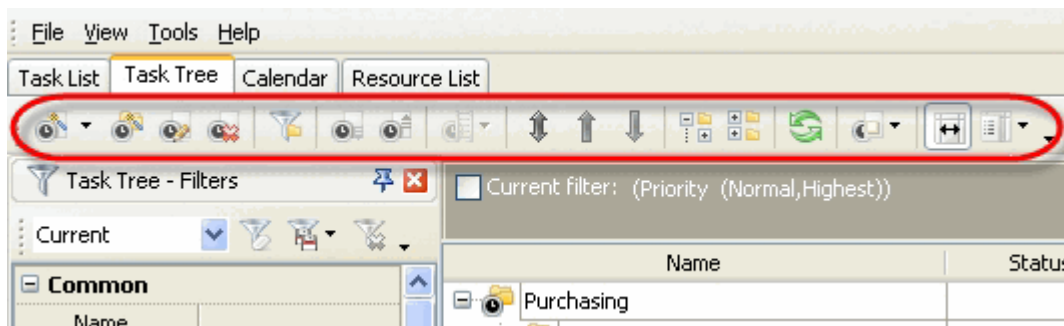 File View Tools Help
Task List Task Tree Calendar Resource List
Task Tree - Filters
Current filter: (Priority (Normal,Highest))
Current
Name Status
Common
Purchasing
Name